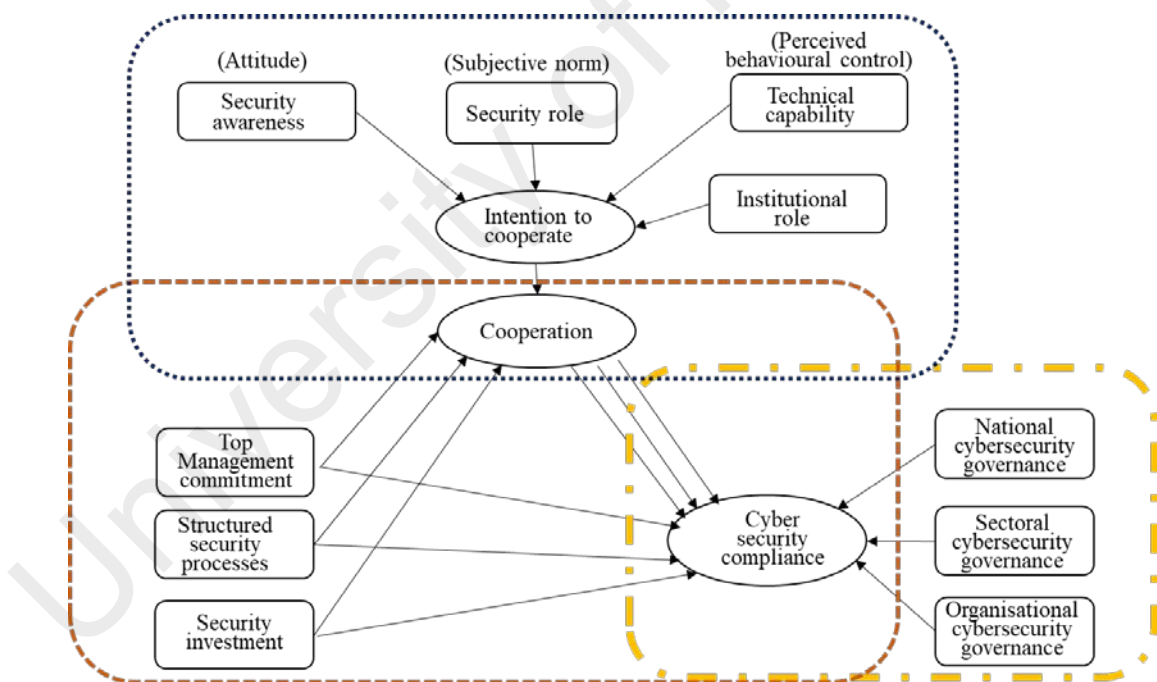 (Attitude)
Security
awareness
(Subjective norm)
Security role
(Perceived
behavioural control)
Technical
capability
Intention to
cooperate
Institutional
role
Cooperation
Top
Management
commitment
Structured
security
processes
Security
investment
Cyber
security
compliance
National
cybersecurity
governance
Sectoral
cybersecurity
governance
Organisational
cybersecurity
governance
University of